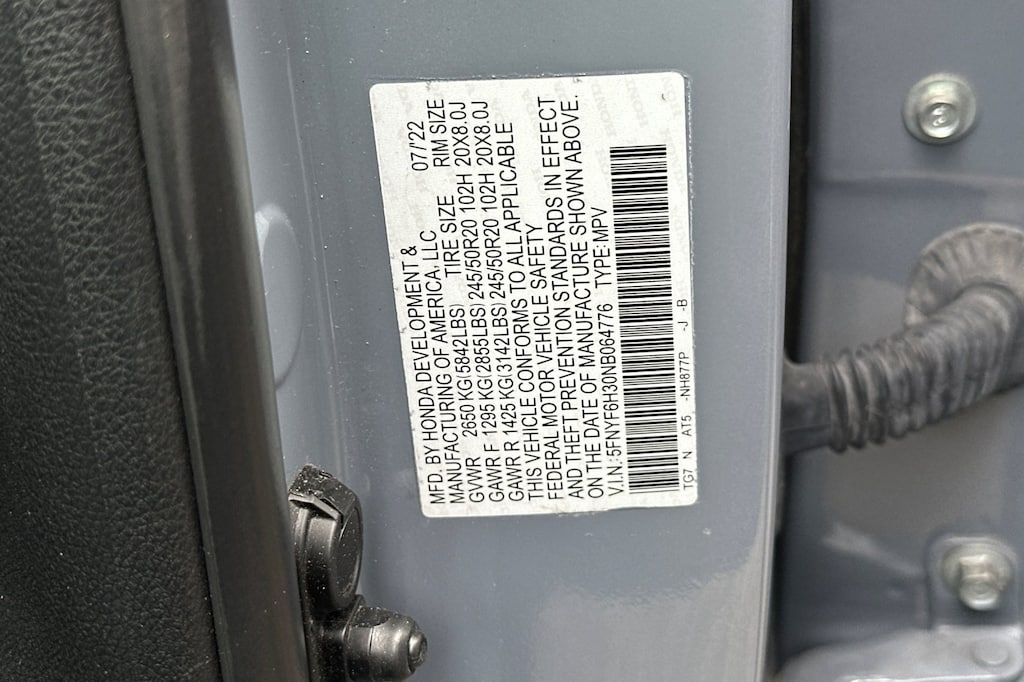 MFD. BY HONDA DEVELOPMENT &
MANUFACTURING OF AMERICA, LLC 07/'22
GVWR 2650 KG(5842LBS) TIRE SIZE RIM SIZE
GAWR F 1295 KG(2855LBS) 245/50R20 102H 20X8.0J
GAWR R 1425 KG(3142LBS) 245/50R20 102H 20X8.0J
THIS VEHICLE CONFORMS TO ALL APPLICABLE
FEDERAL MOTOR VEHICLE SAFETY
AND THEFT PREVENTION STANDARDS IN EFFECT
ON THE DATE OF MANUFACTURE SHOWN ABOVE.
V.I.N.: 5FNYF6H30NB064776 TYPE:MPV
TG7 N AT5 -NH877P -J -B